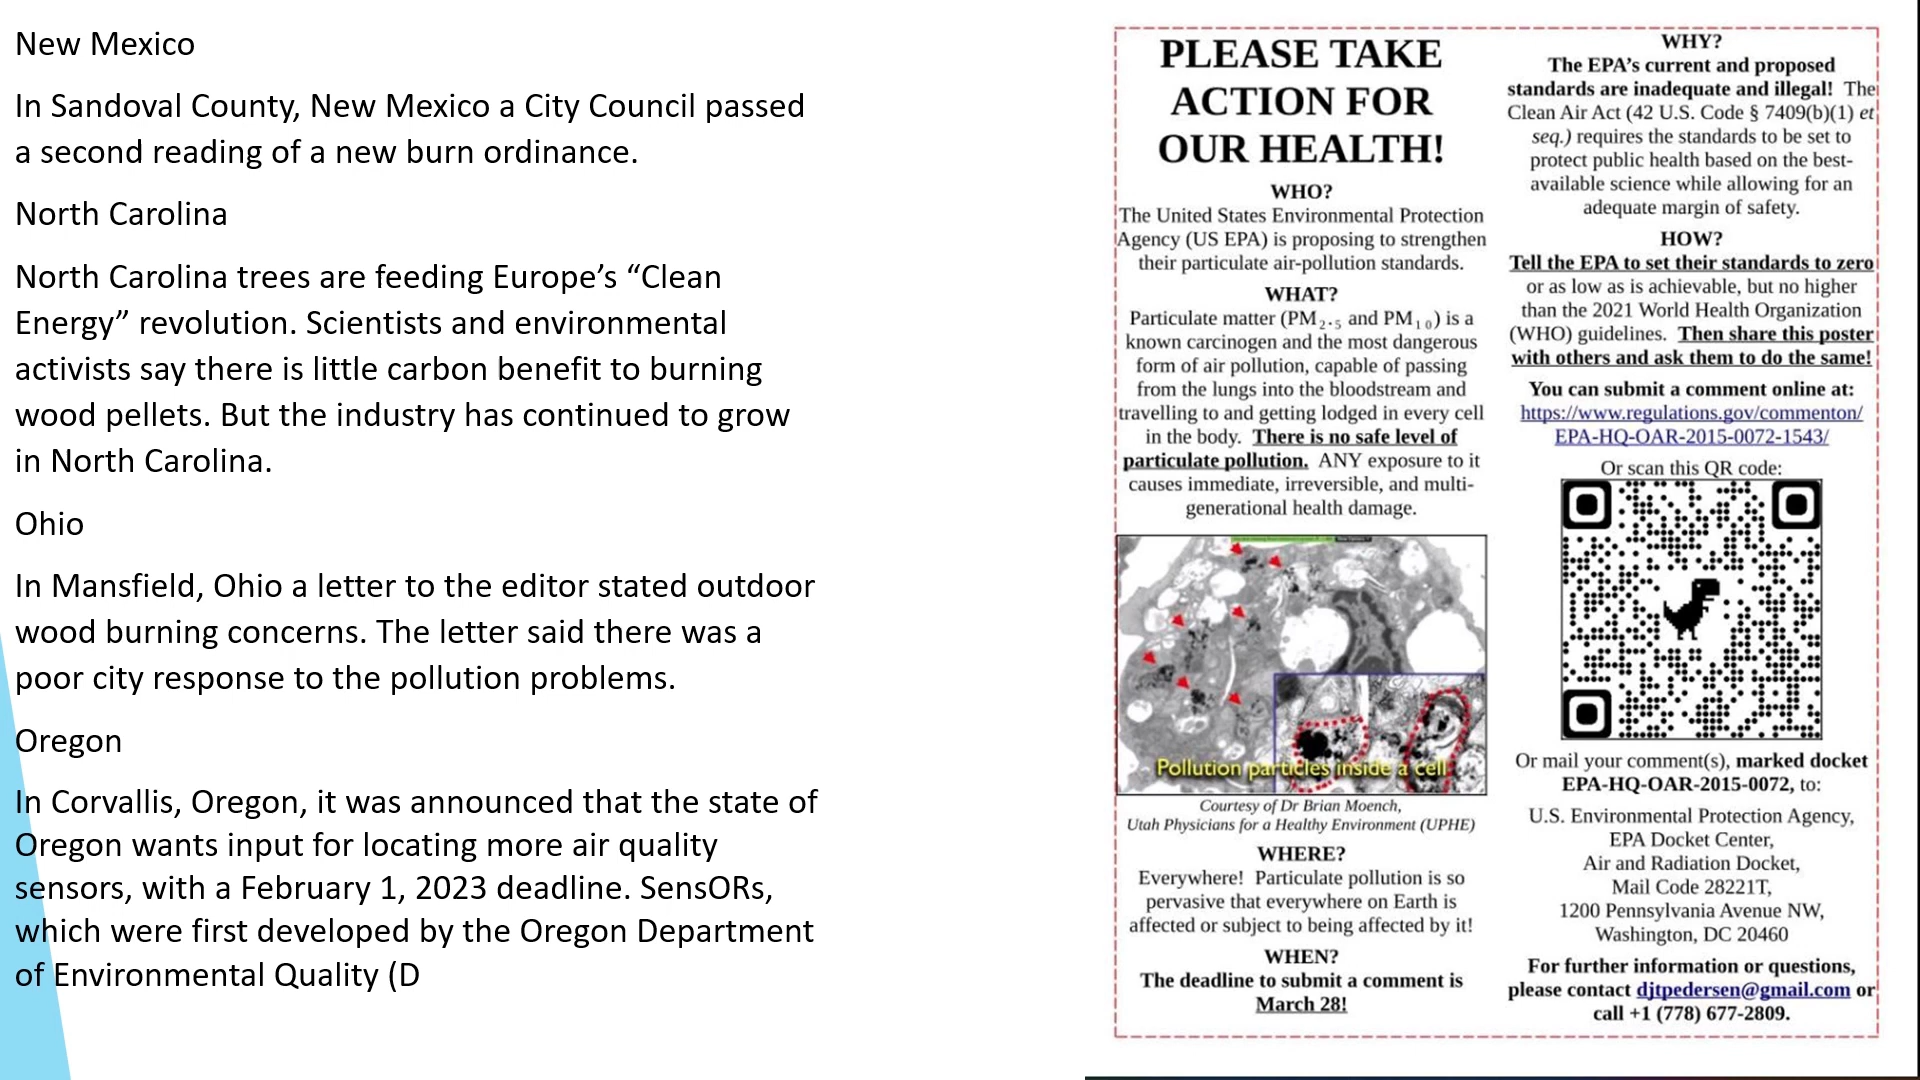 New Mexico
In Sandoval County, New Mexico a City Council passed
a second reading of a new burn ordinance.
North Carolina
North Carolina trees are feeding Europe’s “Clean
Energy” revolution. Scientists and environmental
activists say there is little carbon benefit to burning
wood pellets. But the industry has continued to grow
in North Carolina.
Ohio
In Mansfield, Ohio a letter to the editor stated outdoor
wood burning concerns. The letter said there was a
poor city response to the pollution problems.
Oregon
In Corvallis, Oregon, it was announced that the state of
Oregon wants input for locating more air quality
sensors, with a February 1, 2023 deadline. SensORs,
which were first developed by the Oregon Department
of Environmental Quality (D
PLEASE TAKE
ACTION FOR
OUR HEALTH!
WHO?
The United States Environmental Protection
Agency (US EPA) is proposing to strengthen
their particulate air-pollution standards.
WHAT?
Particulate matter (PM₂.₅ and PM₁₀) is a
known carcinogen and the most dangerous
form of air pollution, capable of passing
from the lungs into the bloodstream and
travelling to and getting lodged in every cell
in the body. There is no safe level of
particulate pollution. ANY exposure to it
causes immediate, irreversible, and multi-
generational health damage.
Pollution particles inside a cell
Courtesy of Dr Brian Moench,
Utah Physicians for a Healthy Environment (UPHE)
WHERE?
Everywhere! Particulate pollution is so
pervasive that everywhere on Earth is
affected or subject to being affected by it!
WHEN?
The deadline to submit a comment is
March 28!
WHY?
The EPA’s current and proposed
standards are inadequate and illegal! The
Clean Air Act (42 U.S. Code § 7409(b)(1) et
seq.) requires the standards to be set to
protect public health based on the best-
available science while allowing for an
adequate margin of safety.
HOW?
Tell the EPA to set their standards to zero
or as low as is achievable, but no higher
than the 2021 World Health Organization
(WHO) guidelines. Then share this poster
with others and ask them to do the same!
You can submit a comment online at:
https://www.regulations.gov/commenton/
EPA-HQ-OAR-2015-0072-1543/
Or scan this QR code:
Or mail your comment(s), marked docket
EPA-HQ-OAR-2015-0072, to:
U.S. Environmental Protection Agency,
EPA Docket Center,
Air and Radiation Docket,
Mail Code 28221T,
1200 Pennsylvania Avenue NW,
Washington, DC 20460
For further information or questions,
please contact djtpedersen@gmail.com or
call +1 (778) 677-2809.